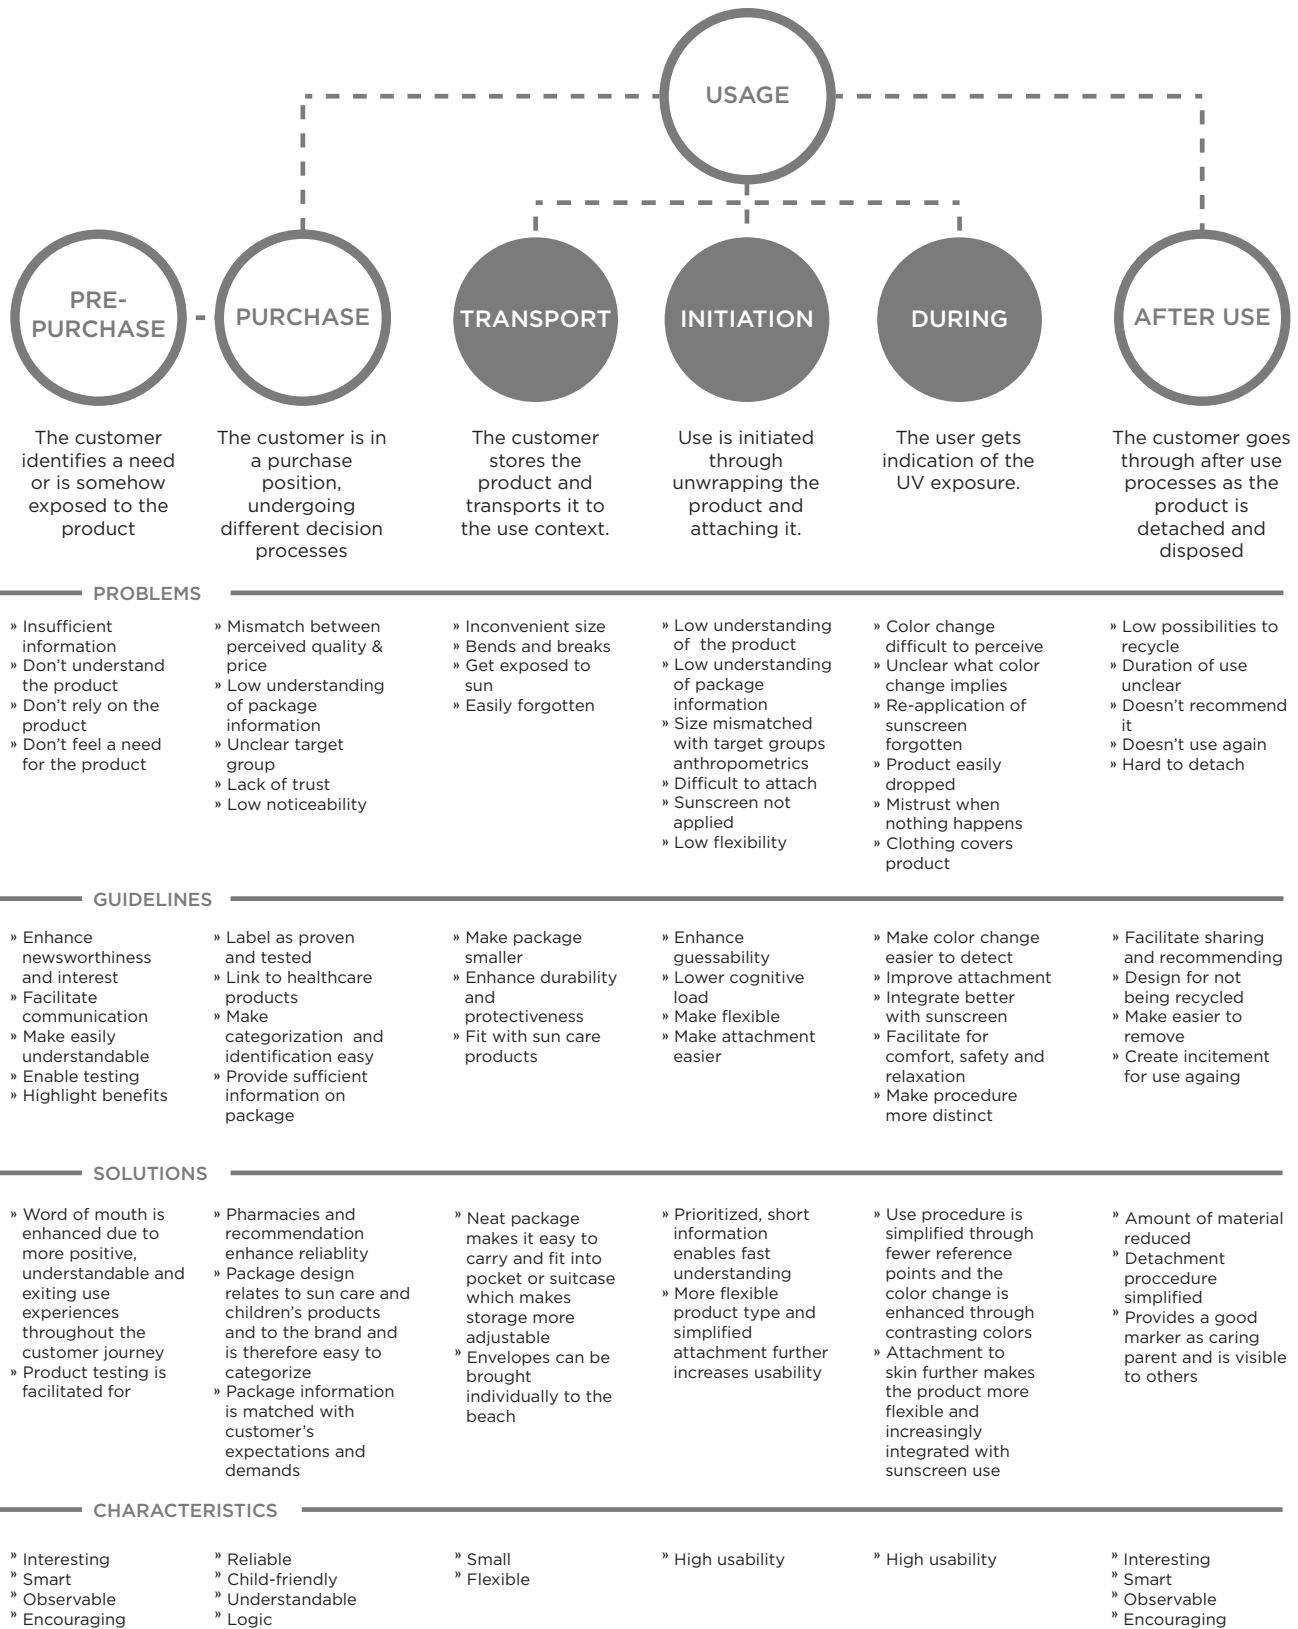 USAGE
PRE-
PURCHASE
PURCHASE
TRANSPORT
INITIATION
DURING
AFTER USE
The customer
identifies a need
or is somehow
exposed to the
product
The customer is in
a purchase
position,
undergoing
different decision
processes
The customer
stores the
product and
transports it to
the use context.
Use is initiated
through
unwrapping the
product and
attaching it.
The user gets
indication of the
UV exposure.
The customer goes
through after use
processes as the
product is
detached and
disposed
PROBLEMS
» Insufficient
information
» Don't understand
the product
» Don't rely on the
product
» Don't feel a need
for the product
» Mismatch between
perceived quality &
price
» Low understanding
of package
information
» Unclear target
group
» Lack of trust
» Low noticeability
» Inconvenient size
» Bends and breaks
» Get exposed to
sun
» Easily forgotten
» Low understanding
of the product
» Low understanding
of package
information
» Size mismatched
with target groups
anthropometrics
» Difficult to attach
» Sunscreen not
applied
» Low flexibility
» Color change
difficult to perceive
» Unclear what color
change implies
» Re-application of
sunscreen
forgotten
» Product easily
dropped
» Mistrust when
nothing happens
» Clothing covers
product
» Low possibilities to
recycle
» Duration of use
unclear
» Doesn't recommend
it
» Doesn't use again
» Hard to detach
GUIDELINES
» Enhance
newsworthiness
and interest
» Facilitate
communication
» Make easily
understandable
» Enable testing
» Highlight benefits
» Label as proven
and tested
» Link to healthcare
products
» Make
categorization and
identification easy
» Provide sufficient
information on
package
» Make package
smaller
» Enhance durability
and
protectiveness
» Fit with sun care
products
» Enhance
guessability
» Lower cognitive
load
» Make flexible
» Make attachment
easier
» Make color change
easier to detect
» Improve attachment
» Integrate better
with sunscreen
» Facilitate for
comfort, safety and
relaxation
» Make procedure
more distinct
» Facilitate sharing
and recommending
» Design for not
being recycled
» Make easier to
remove
» Create incitement
for use againg
SOLUTIONS
» Word of mouth is
enhanced due to
more positive,
understandable and
exiting use
experiences
throughout the
customer journey
» Product testing is
facilitated for
» Pharmacies and
recommendation
enhance reliablity
» Package design
relates to sun care and
children's products
and to the brand and
is therefore easy to
categorize
» Package information
is matched with
customer's
expectations and
demands
» Neat package
makes it easy to
carry and fit into
pocket or suitcase
which makes
storage more
adjustable
» Envelopes can be
brought
individually to the
beach
» Prioritized, short
information
enables fast
understanding
» More flexible
product type and
simplified
attachment further
increases usability
» Use procedure is
simplified through
fewer reference
points and the
color change is
enhanced through
contrasting colors
» Attachment to
skin further makes
the product more
flexible and
increasingly
integrated with
sunscreen use
» Amount of material
reduced
» Detachment
proccedure
simplified
» Provides a good
marker as caring
parent and is visible
to others
CHARACTERISTICS
» Interesting
» Smart
» Observable
» Encouraging
» Reliable
» Child-friendly
» Understandable
» Logic
» Small
» Flexible
» High usability
» High usability
» Interesting
» Smart
» Observable
» Encouraging